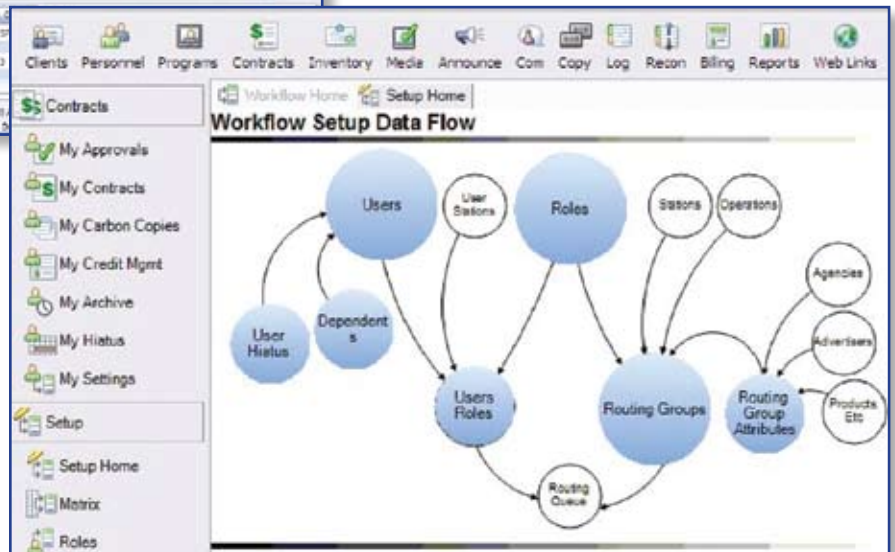 Clients Personnel Programs Contracts Inventory Media Announce Com Copy Log Recon Billing Reports Web Links
Contracts
My Approvals
My Contracts
My Carbon Copies
My Credit Mgmt
My Archive
My Hiatus
My Settings
Setup
Setup Home
Matrix
Roles
Workflow Home Setup Home
Workflow Setup Data Flow
Users
User
Stations
Roles
Stations
Operations
Agencies
User
Hiatus
Dependent
s
Advertisers
Users
Roles
Routing Groups
Routing
Group
Attributes
Products
Etc
Routing
Queue